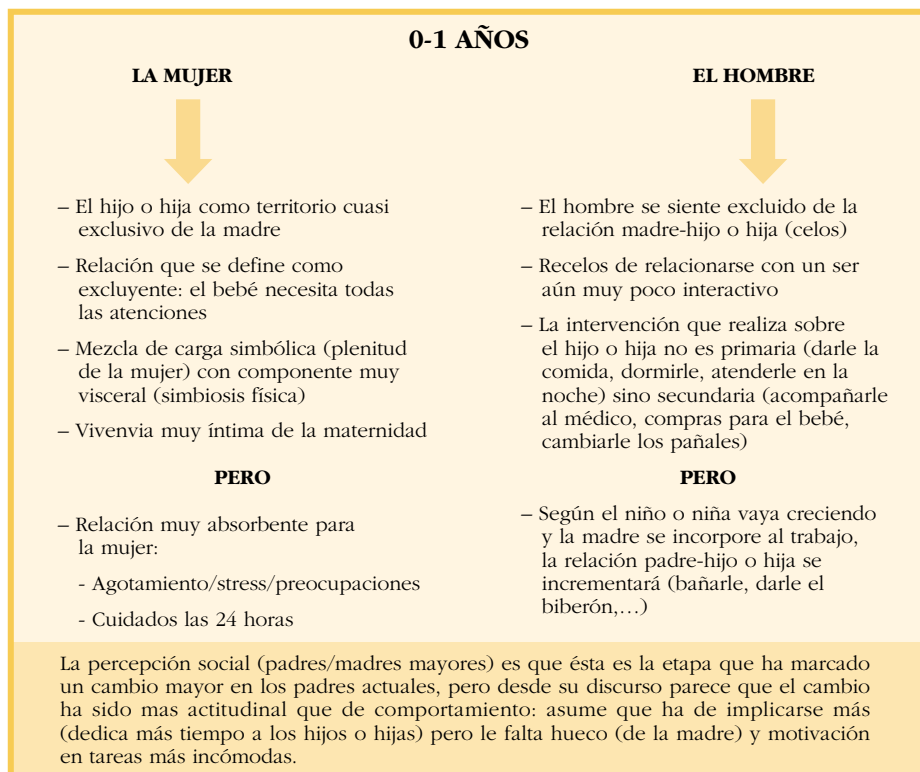 0-1 AÑOS
LA MUJER
– El hijo o hija como territorio cuasi
exclusivo de la madre
– Relación que se define como
excluyente: el bebé necesita todas
las atenciones
– Mezcla de carga simbólica (plenitud
de la mujer) con componente muy
visceral (simbiosis física)
– Vivenvia muy íntima de la maternidad
PERO
– Relación muy absorbente para
la mujer:
- Agotamiento/stress/preocupaciones
- Cuidados las 24 horas
EL HOMBRE
– El hombre se siente excluido de la
relación madre-hijo o hija (celos)
– Recelos de relacionarse con un ser
aún muy poco interactivo
– La intervención que realiza sobre
el hijo o hija no es primaria (darle la
comida, dormirle, atenderle en la
noche) sino secundaria (acompañarle
al médico, compras para el bebé,
cambiarle los pañales)
PERO
– Según el niño o niña vaya creciendo
y la madre se incorpore al trabajo,
la relación padre-hijo o hija se
incrementará (bañarle, darle el
biberón,…)
La percepción social (padres/madres mayores) es que ésta es la etapa que ha marcado
un cambio mayor en los padres actuales, pero desde su discurso parece que el cambio
ha sido mas actitudinal que de comportamiento: asume que ha de implicarse más
(dedica más tiempo a los hijos o hijas) pero le falta hueco (de la madre) y motivación
en tareas más incómodas.